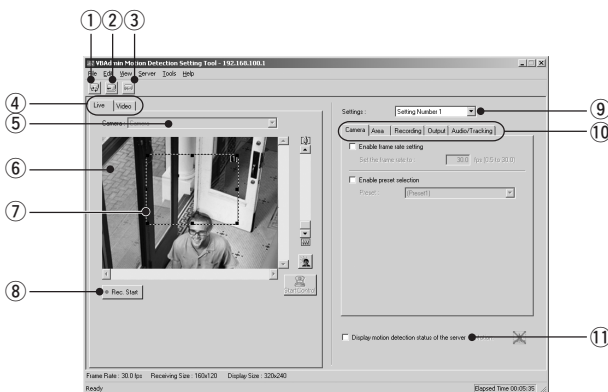 ① ② ③
VBAdmin Motion Detection Setting Tool - 192.168.100.1
File Edit View Server Tools Help
④ Live Video
⑤ Camera : Camera
⑥
⑦
⑧ Rec. Start
Start Control
Settings : Setting Number 1 ⑨
Camera Area Recording Output Audio/Tracking ⑩
Enable frame rate setting
Set the frame rate to 30.0 fps (0.5 to 30.0)
Enable preset selection
Preset : (Preset1)
Display motion detection status of the server ⑪
Frame Rate : 30.0 fps Receiving Size : 160x120 Display Size : 320x240
Ready Elapsed Time 00:05:35